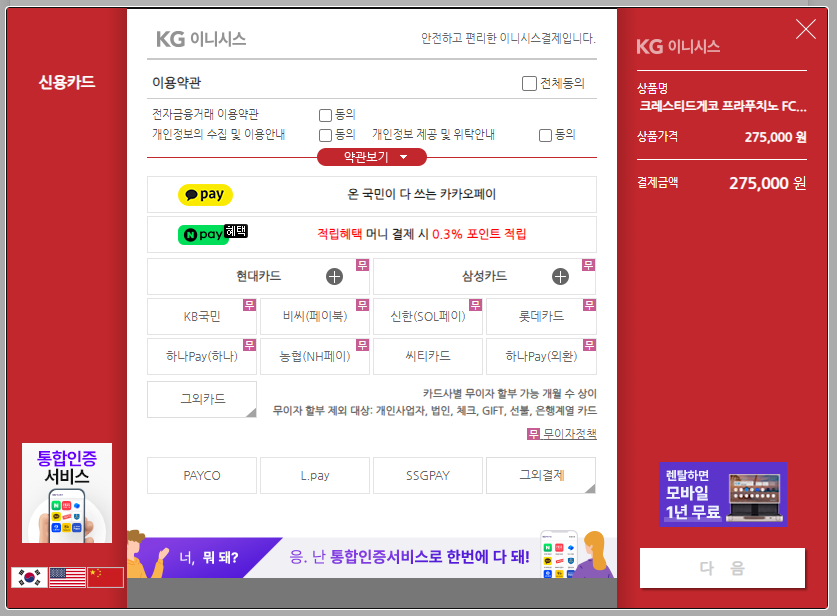 신용카드
KG 이니시스
안전하고 편리한 이니시스결제입니다.
이용약관
전체동의
전자금융거래 이용약관
동의
개인정보의 수집 및 이용안내
동의
개인정보 제공 및 위탁안내
동의
약관보기
pay
온 국민이 다 쓰는 카카오페이
N pay 혜택
적립혜택 머니 결제 시 0.3% 포인트 적립
현대카드
무
삼성카드
무
KB국민
무
비씨(페이북)
무
신한(SOL페이)
무
롯데카드
무
하나Pay(하나)
무
농협(NH페이)
무
씨티카드
하나Pay(외환)
무
그외카드
카드사별 무이자 할부 가능 개월 수 상이
무이자 할부 제외 대상: 개인사업자, 법인, 체크, GIFT, 선불, 은행계열 카드
무 무이자정책
PAYCO
L.pay
SSGPAY
그외결제
통합인증
서비스
너, 뭐 돼?
응. 난 통합인증서비스로 한번에 다 돼!
KG 이니시스
상품명
크레스티드게코 프라푸치노 FC...
상품가격
275,000 원
결제금액
275,000 원
렌탈하면
모바일
1년 무료
다 음